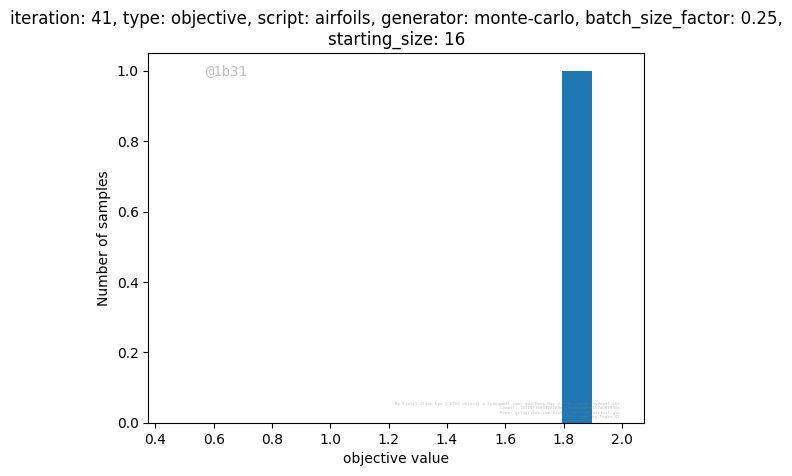 iteration: 41, type: objective, script: airfoils, generator: monte-carlo, batch_size_factor: 0.25,
starting_size: 16
@1b31
1.0
0.8
0.6
0.4
0.2
0.0
Number of samples
0.4 0.6 0.8 1.0 1.2 1.4 1.6 1.8 2.0
objective value